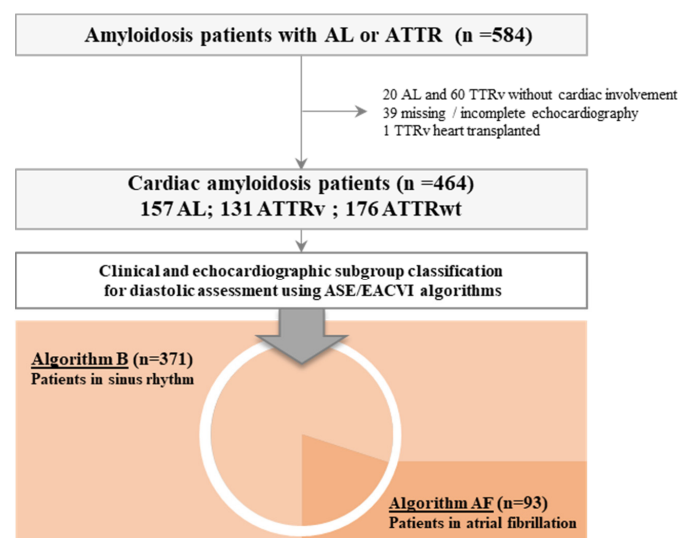 Amyloidosis patients with AL or ATTR (n =584)
20 AL and 60 TTRv without cardiac involvement
39 missing / incomplete echocardiography
1 TTRv heart transplanted
Cardiac amyloidosis patients (n =464)
157 AL; 131 ATTRv ; 176 ATTRwt
Clinical and echocardiographic subgroup classification
for diastolic assessment using ASE/EACVI algorithms
Algorithm B (n=371)
Patients in sinus rhythm
Algorithm AF (n=93)
Patients in atrial fibrillation